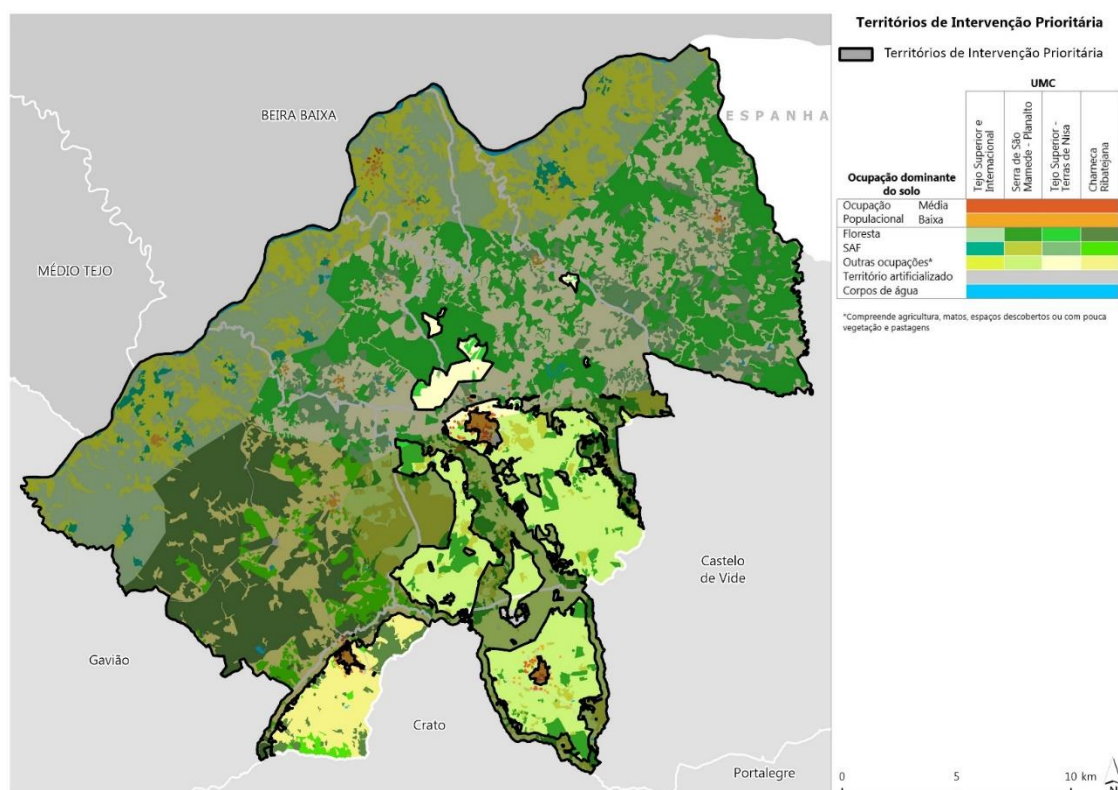 Territórios de Intervenção Prioritária
Territórios de Intervenção Prioritária
UMC
Ocupação dominante do solo
Tejo Superior e Internacional
Serra de São Mamede - Planalto
Tejo Superior - Terras de Nisa
Charneca Ribatejana
Ocupação Populacional
Média
Baixa
Floresta
SAF
Outras ocupações*
Território artificializado
Corpos de água
*Compreende agricultura, matos, espaços descobertos ou com pouca
vegetação e pastagens
BEIRA BAIXA
ESPANHA
MÉDIO TEJO
Castelo
de Vide
Gavião
Crato
Portalegre
0 5 10 km